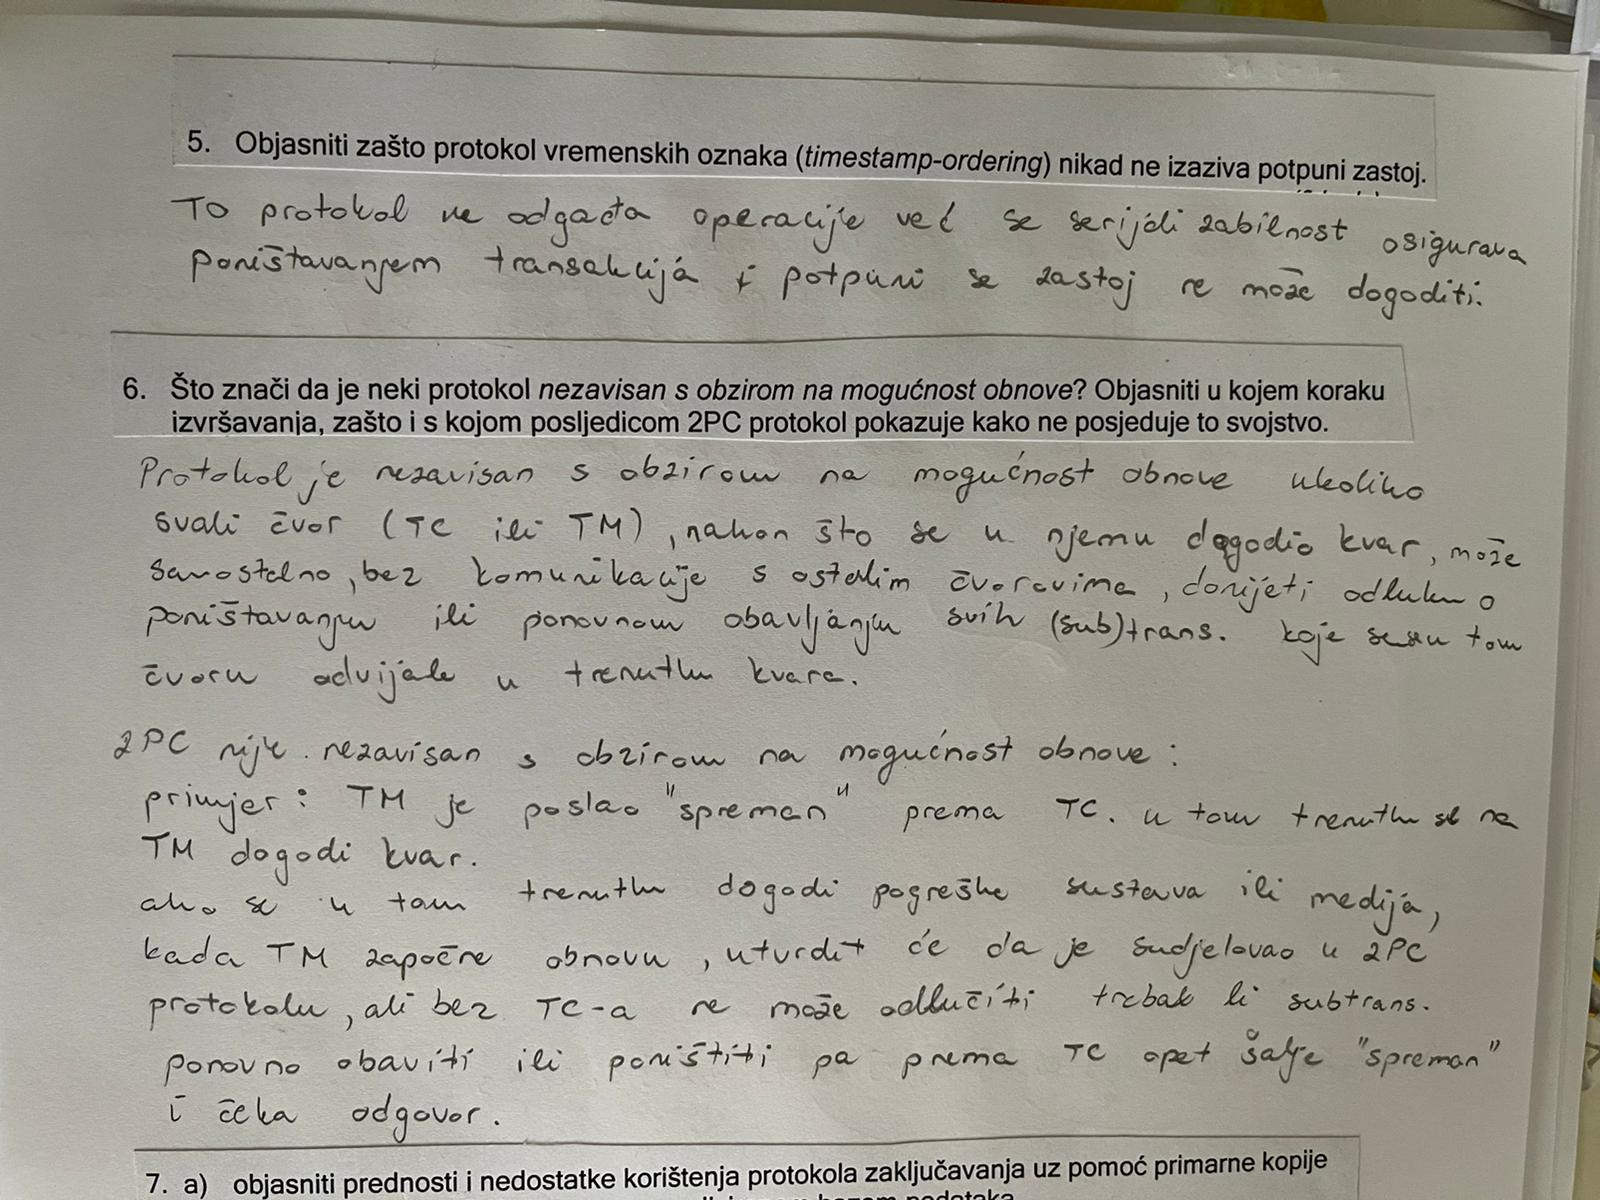 5. Objasniti zašto protokol vremenskih oznaka (timestamp-ordering) nikad ne izaziva potpuni zastoj.
To protokol ne odgađa operacije već se serijalizabilnost osigurava
poništavanjem transakcija i potpuni se zastoj ne može dogoditi.
6. Što znači da je neki protokol nezavisan s obzirom na mogućnost obnove? Objasniti u kojem koraku
izvršavanja, zašto i s kojom posljedicom 2PC protokol pokazuje kako ne posjeduje to svojstvo.
Protokol je nezavisan s obzirom na mogućnost obnove ukoliko
svali čvor (TC ili TM), nakon što se u njemu dogodio kvar, može
samostalno, bez komunikacije s ostalim čvorovima, donijeti odluku o
poništavanju ili ponovnom obavljanju svih (sub)trans. koje se su tom
čvoru odvijale u trenutku kvara.
2PC nije nezavisan s obzirom na mogućnost obnove:
primjer: TM je poslao "spreman" prema TC. u tom trenutku se na
TM dogodi kvar.
ako se u tom trenutku dogodi pogreška sustava ili medija,
kada TM započne obnovu, utvrdit će da je sudjelovao u 2PC
protokolu, ali bez TC-a ne može odlučiti trebak li subtrans.
ponovno obaviti ili poništiti pa prema TC opet šalje "spreman"
i čeka odgovor.
7. a) objasniti prednosti i nedostatke korištenja protokola zaključavanja uz pomoć primarne kopije